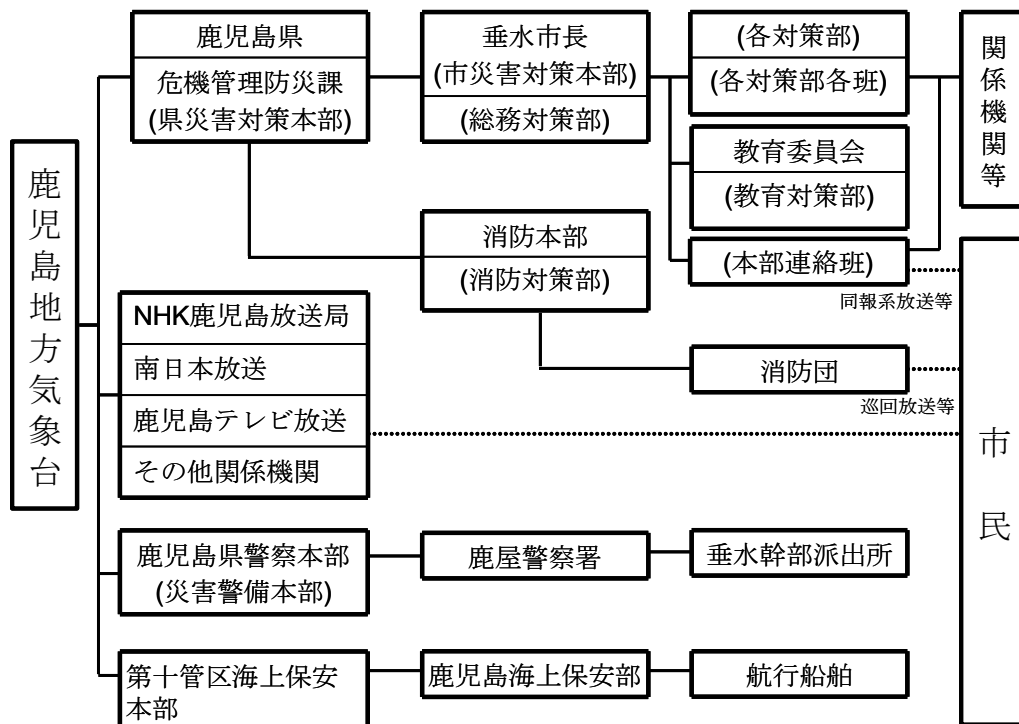 鹿児島地方気象台
鹿児島県
危機管理防災課
(県災害対策本部)
垂水市長
(市災害対策本部)
(総務対策部)
(各対策部)
(各対策部各班)
関係機関等
教育委員会
(教育対策部)
消防本部
(消防対策部)
(本部連絡班)
同報系放送等
NHK鹿児島放送局
南日本放送
鹿児島テレビ放送
その他関係機関
消防団
巡回放送等
市民
鹿児島県警察本部
(災害警備本部)
鹿屋警察署
垂水幹部派出所
第十管区海上保安
本部
鹿児島海上保安部
航行船舶